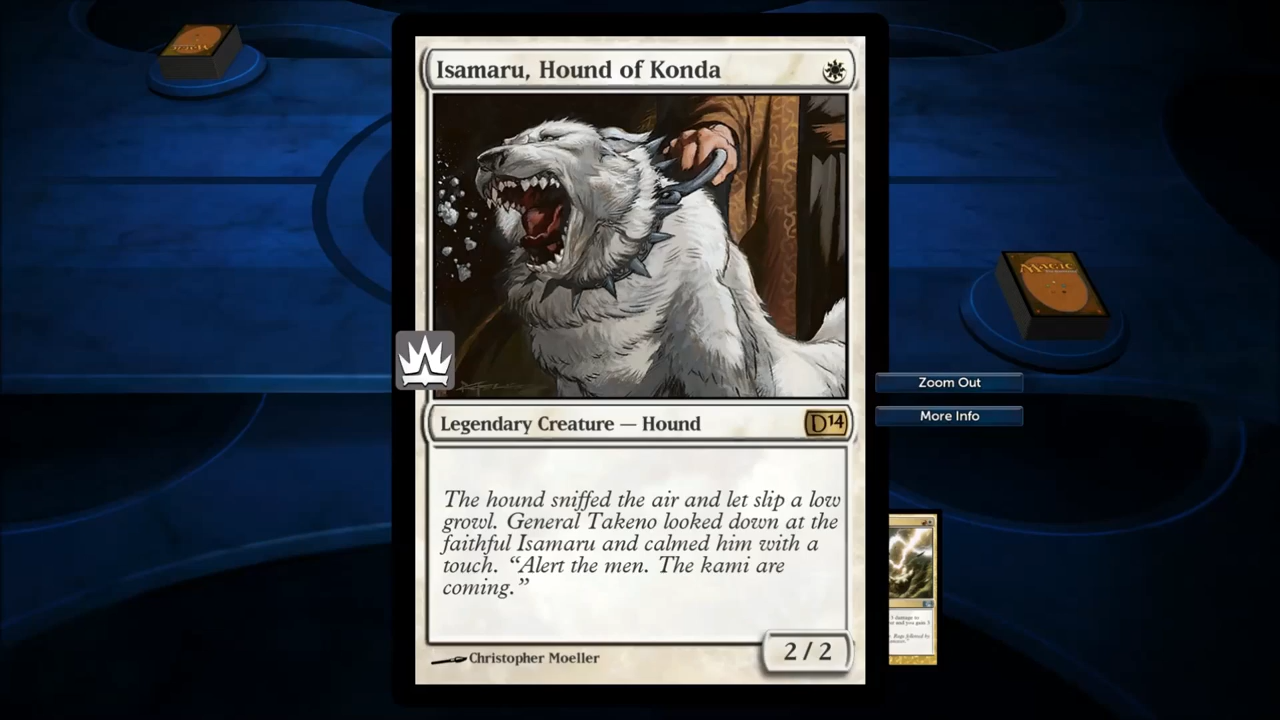 Isamaru, Hound of Konda
Legendary Creature — Hound
D14
The hound sniffed the air and let slip a low
growl. General Takeno looked down at the
faithful Isamaru and calmed him with a
touch. “Alert the men. The kami are
coming.”
2 / 2
Christopher Moeller
MAGIC
Zoom Out
More Info